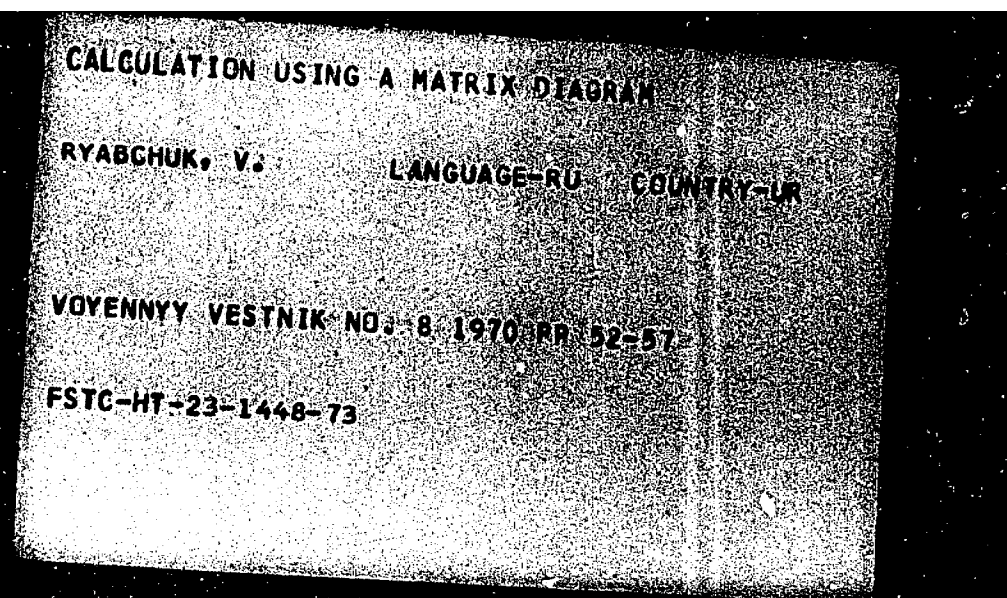 CALCULATION USING A MATRIX DIAGRAM
RYABCHUK, V. LANGUAGE-RU COUNTRY-UR
VOYENNYY VESTNIK NO. 8 1970 PP 52-57
FSTC-HT-23-1448-73